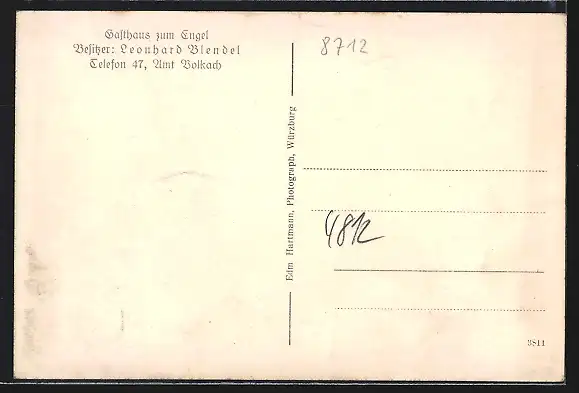 Gasthaus zum Engel
Besitzer: Leonhard Blendel
Telefon 47, Amt Volkach
8712
Edm Hartmann, Photograph, Würzburg
4812
3811